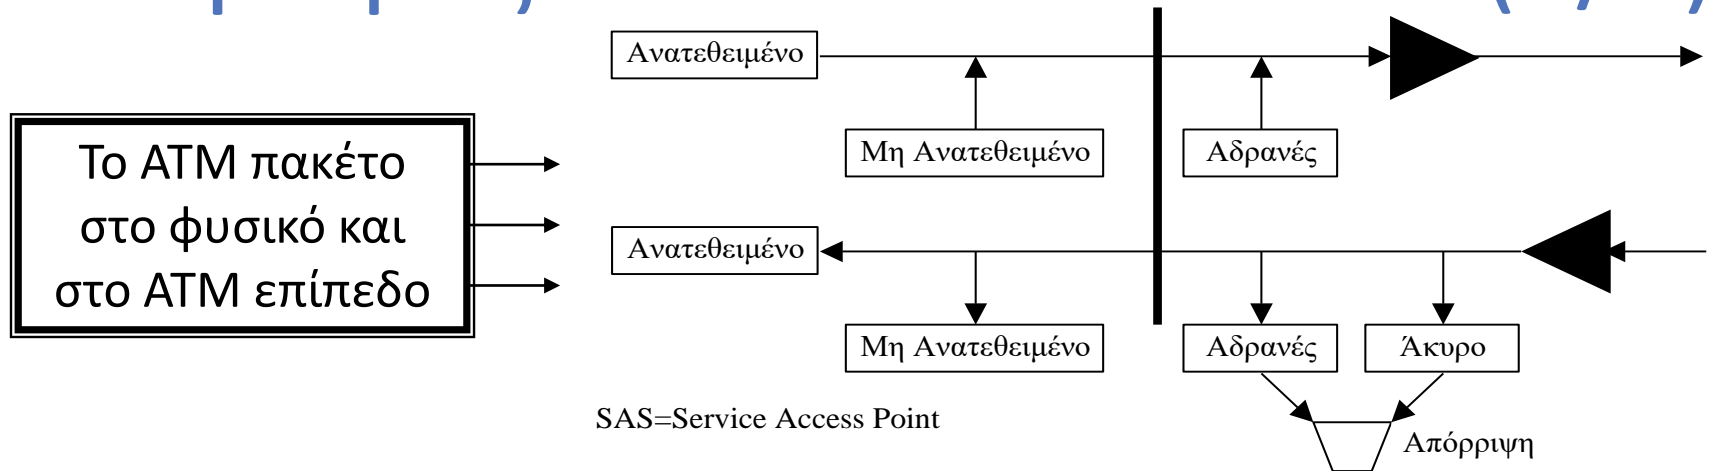 Ανατεθειμένο
Μη Ανατεθειμένο
Αδρανές
Το ATM πακέτο
στο φυσικό και
στο ATM επίπεδο
Ανατεθειμένο
Μη Ανατεθειμένο
Αδρανές
Άκυρο
SAS=Service Access Point
Απόρριψη